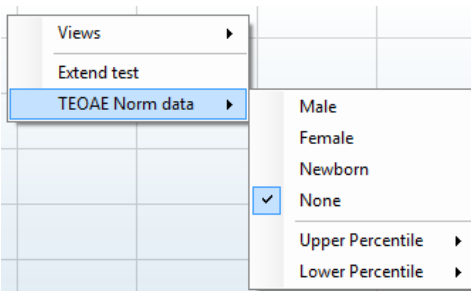 Views
Extend test
TEOAE Norm data
Male
Female
Newborn
None
Upper Percentile
Lower Percentile